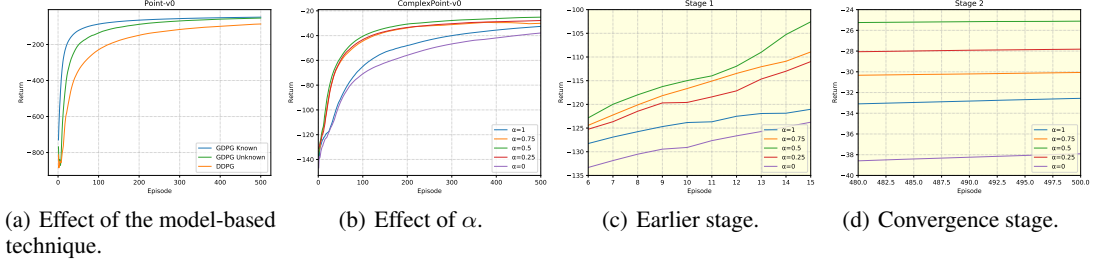 Point-v0
Return
−200
−400
−600
−800
0
100
200
300
400
500
Episode
GDPG Known
GDPG Unknown
DDPG
ComplexPoint-v0
Return
−20
−40
−60
−80
−100
−120
−140
0
100
200
300
400
500
Episode
α=1
α=0.75
α=0.5
α=0.25
α=0
Stage 1
Return
−100
−105
−110
−115
−120
−125
−130
−135
6
7
8
9
10
11
12
13
14
15
Episode
α=1
α=0.75
α=0.5
α=0.25
α=0
Stage 2
Return
−24
−26
−28
−30
−32
−34
−36
−38
−40
480.0
482.5
485.0
487.5
490.0
492.5
495.0
497.5
500.0
Episode
α=1
α=0.75
α=0.5
α=0.25
α=0
(a) Effect of the model-based
technique.
(b) Effect of α.
(c) Earlier stage.
(d) Convergence stage.